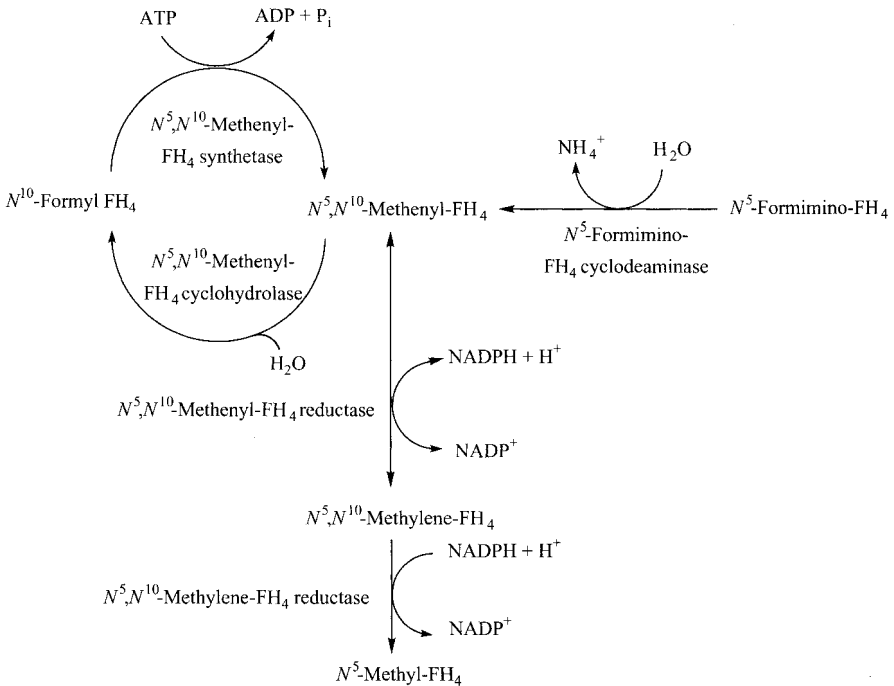 ATP
ADP + Pᵢ
N⁵,N¹⁰-Methenyl-
FH₄ synthetase
NH₄⁺
H₂O
N¹⁰-Formyl FH₄
N⁵,N¹⁰-Methenyl-FH₄
N⁵-Formimino-FH₄
N⁵-Formimino-
FH₄ cyclodeaminase
N⁵,N¹⁰-Methenyl-
FH₄ cyclohydrolase
H₂O
NADPH + H⁺
N⁵,N¹⁰-Methenyl-FH₄ reductase
NADP⁺
N⁵,N¹⁰-Methylene-FH₄
NADPH + H⁺
N⁵,N¹⁰-Methylene-FH₄ reductase
NADP⁺
N⁵-Methyl-FH₄